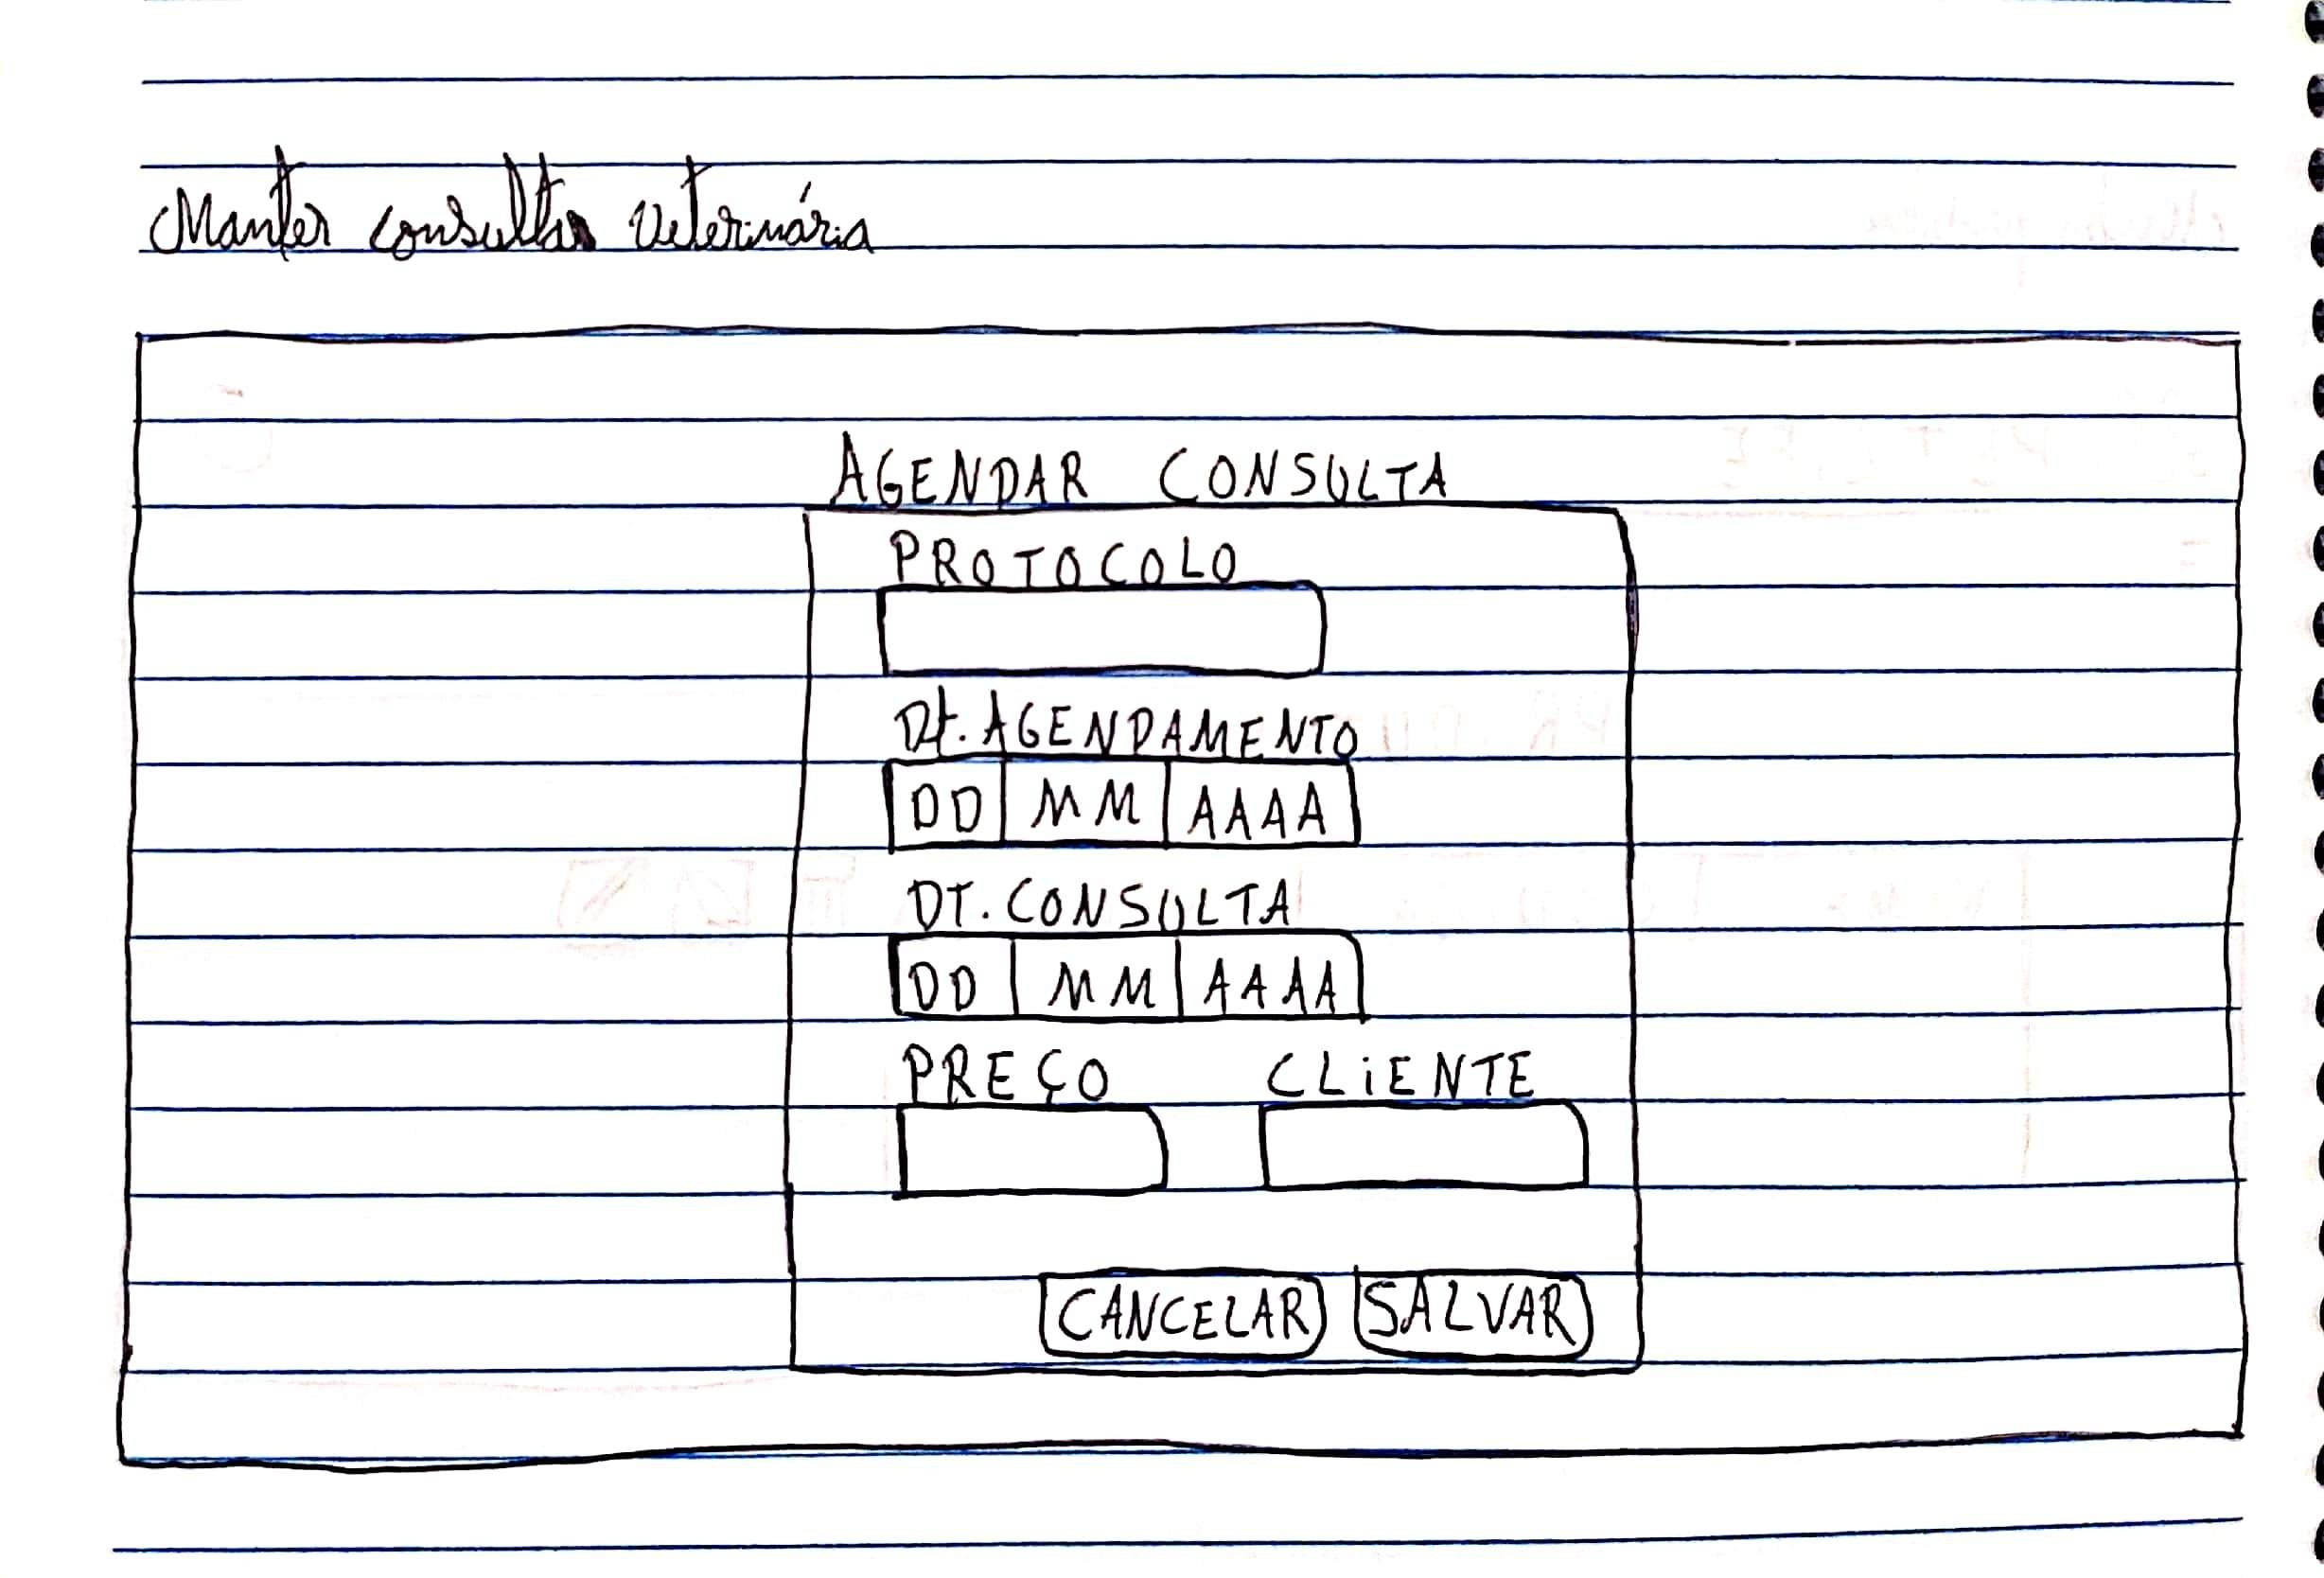 Manter consulta veterinária
AGENDAR CONSULTA
PROTOCOLO
Dt. AGENDAMENTO
DD MM AAAA
DT. CONSULTA
DD MM AAAA
PREÇO CLIENTE
CANCELAR SALVAR